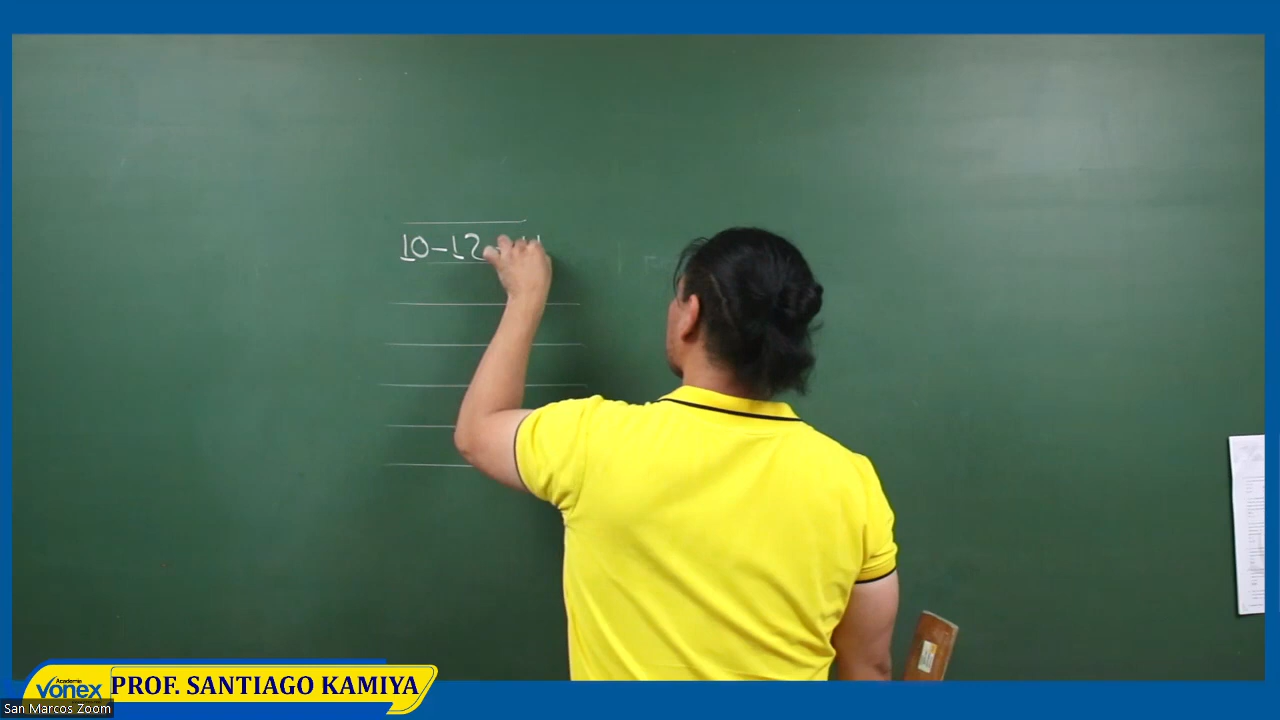 10-12-
Academia
Vonex
PROF. SANTIAGO KAMIYA
San Marcos Zoom